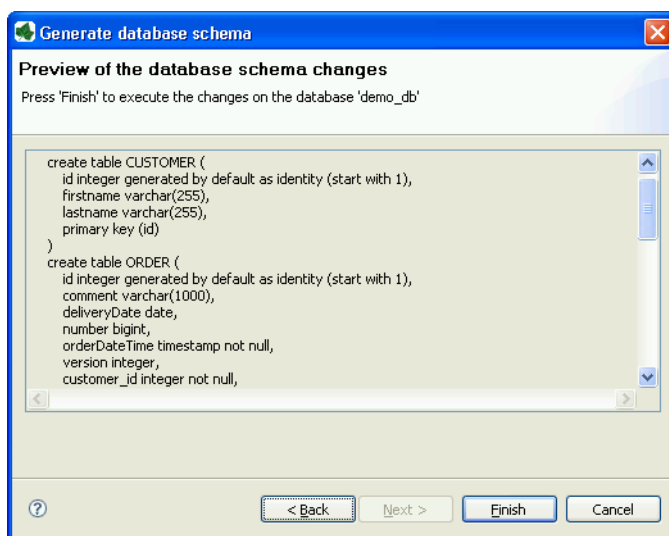 Generate database schema
Preview of the database schema changes
Press 'Finish' to execute the changes on the database 'demo_db'
create table CUSTOMER (
id integer generated by default as identity (start with 1),
firstname varchar(255),
lastname varchar(255),
primary key (id)
)
create table ORDER (
id integer generated by default as identity (start with 1),
comment varchar(1000),
deliveryDate date,
number bigint,
orderDateTime timestamp not null,
version integer,
customer_id integer not null,
< Back Next > Finish Cancel